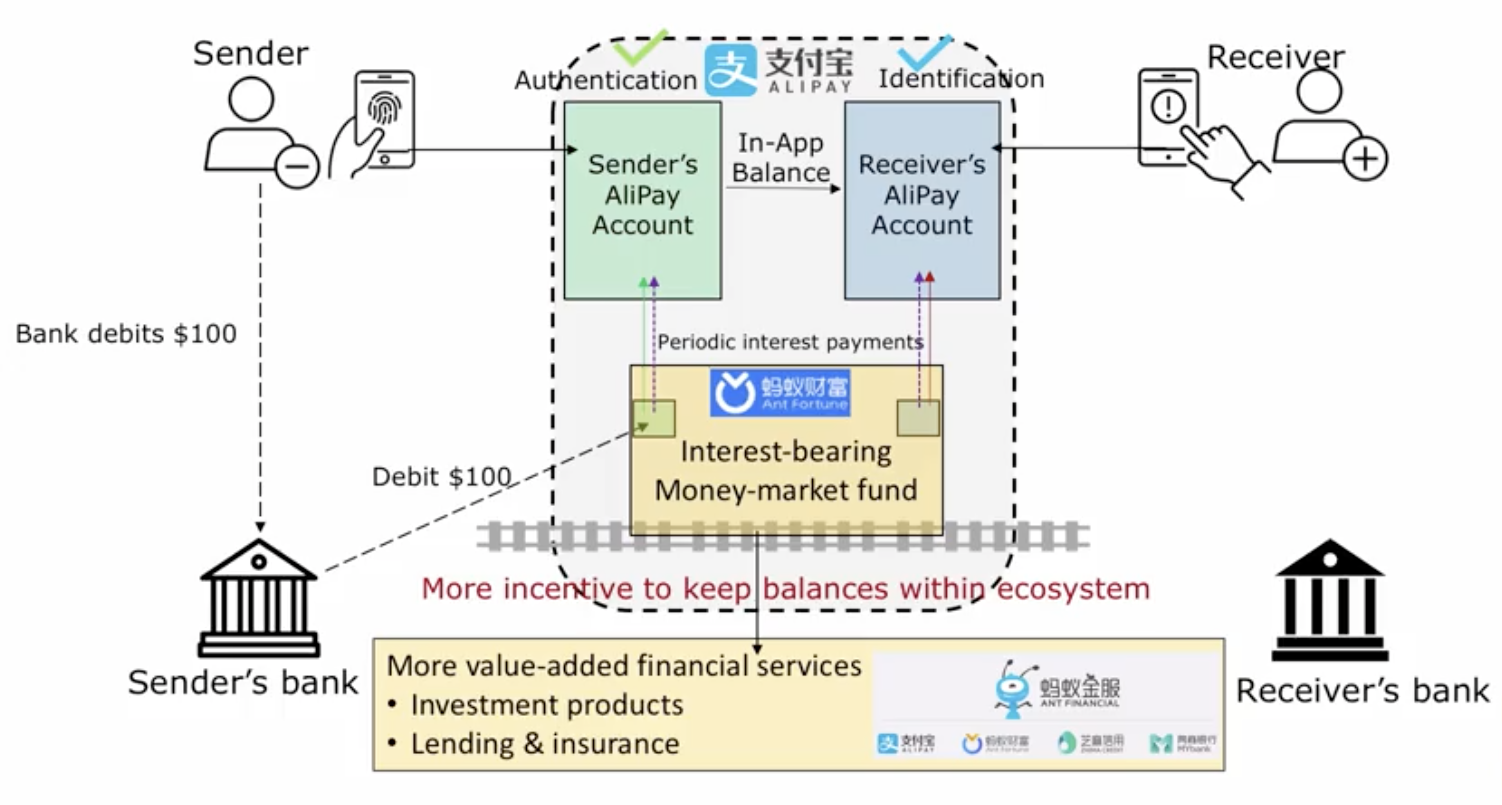 Sender
Authentication
支
支付宝
ALIPAY
Identification
Receiver
Sender's
AliPay
Account
In-App
Balance
Receiver's
AliPay
Account
Bank debits $100
Periodic interest payments
蚂蚁财富
Ant Fortune
Interest-bearing
Money-market fund
Debit $100
More incentive to keep balances within ecosystem
Sender's bank
Receiver's bank
More value-added financial services
• Investment products
• Lending & insurance
蚂蚁金服
ANT FINANCIAL
支付宝
ALIPAY
蚂蚁财富
Ant Fortune
芝麻信用
网商银行
MYbank